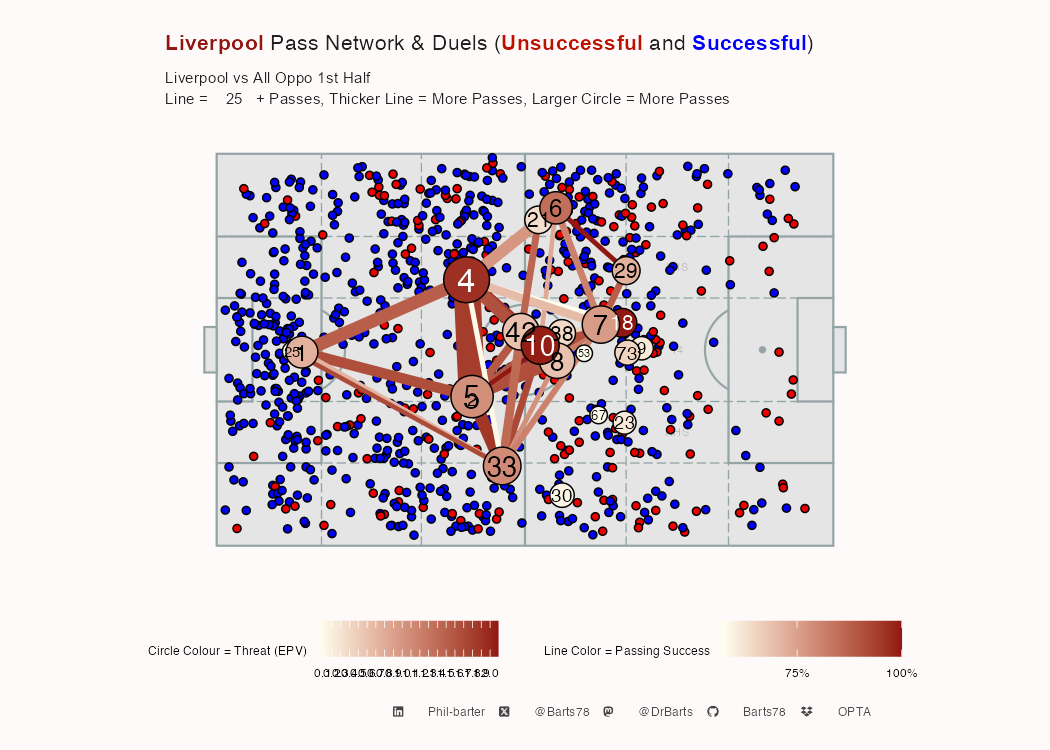 Liverpool Pass Network & Duels (Unsuccessful and Successful)
Liverpool vs All Oppo 1st Half
Line = 25 + Passes, Thicker Line = More Passes, Larger Circle = More Passes
6
21
4
29
7
18
42
38
10
25
1
53
73
9
8
5
67
23
33
30
Circle Colour = Threat (EPV)
Line Color = Passing Success
75%
100%
Phil-barter
@Barts78
@DrBarts
Barts78
OPTA